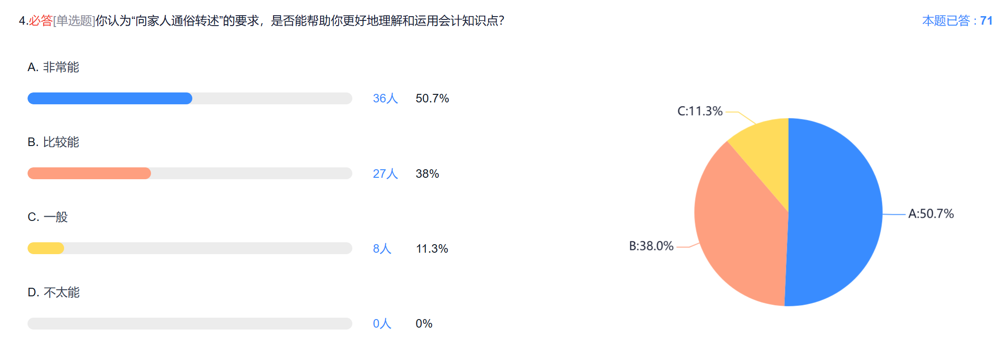 4.必答[单选题]你认为“向家人通俗转述”的要求，是否能帮助你更好地理解和运用会计知识点？
本题已答 : 71
A. 非常能
36人 50.7%
B. 比较能
27人 38%
C. 一般
8人 11.3%
D. 不太能
0人 0%
C:11.3%
A:50.7%
B:38.0%